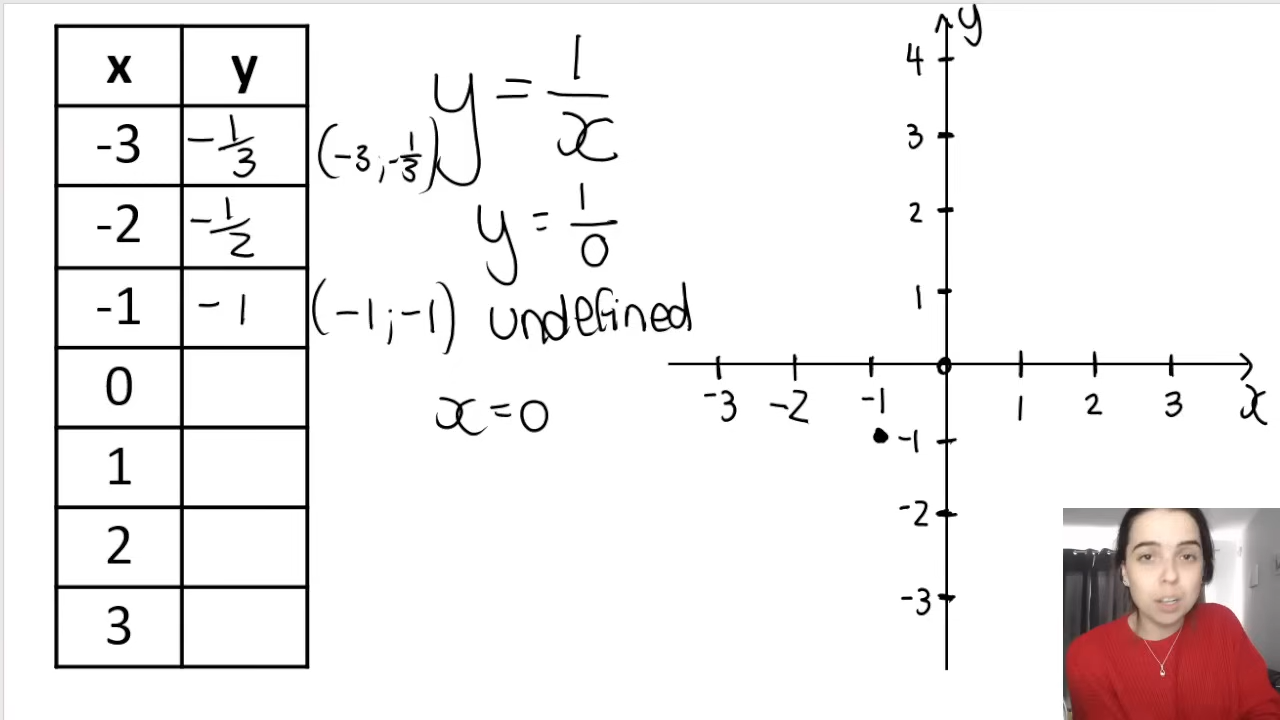 x y
-3 -1/3 (-3;-1/3)
-2 -1/2
-1 -1 (-1;-1)
0
1
2
3
y = 1/x
y = 1/0
undefined
x=0
y
4
3
2
1
0
-3 -2 -1 1 2 3 x
-1
-2
-3